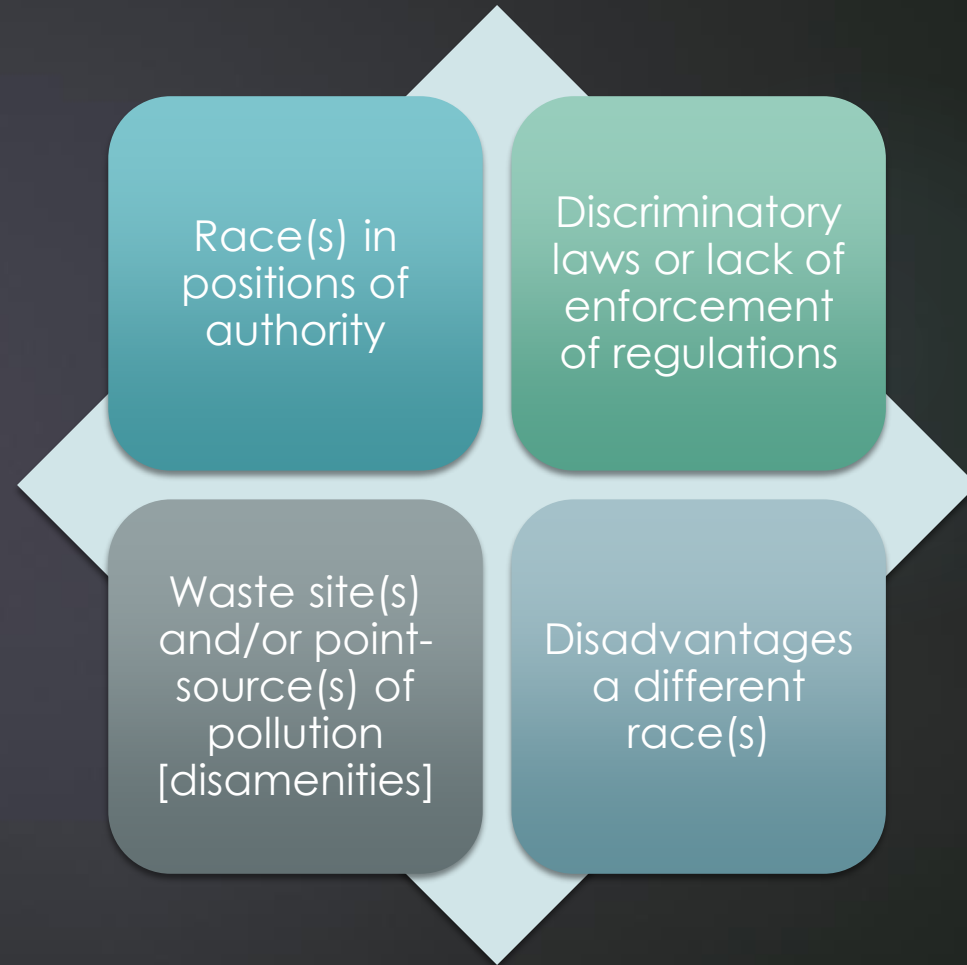 Race(s) in
positions of
authority
Discriminatory
laws or lack of
enforcement
of regulations
Waste site(s)
and/or point-
source(s) of
pollution
[disamenities]
Disadvantages
a different
race(s)